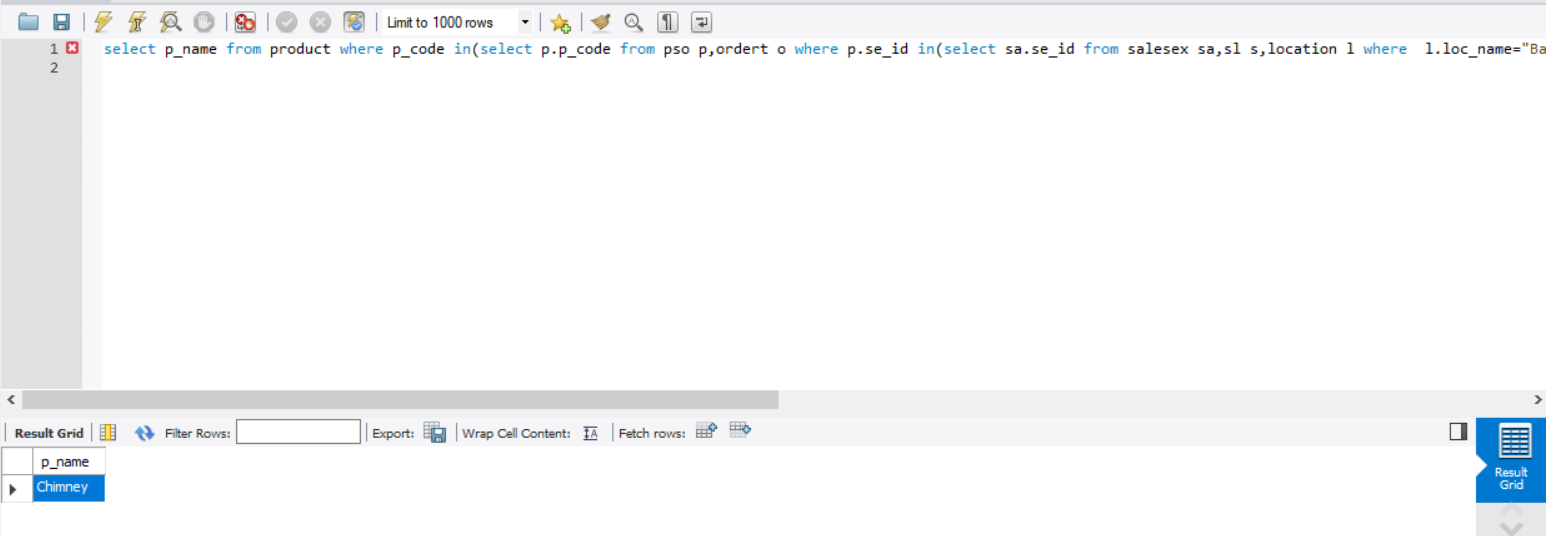 Limit to 1000 rows
1 select p_name from product where p_code in(select p.p_code from pso p,ordert o where p.se_id in(select sa.se_id from salesex sa,sl s,location l where  l.loc_name="Ba
2
Result Grid Filter Rows: Export: Wrap Cell Content: IA Fetch rows:
p_name
Chimney
Result
Grid